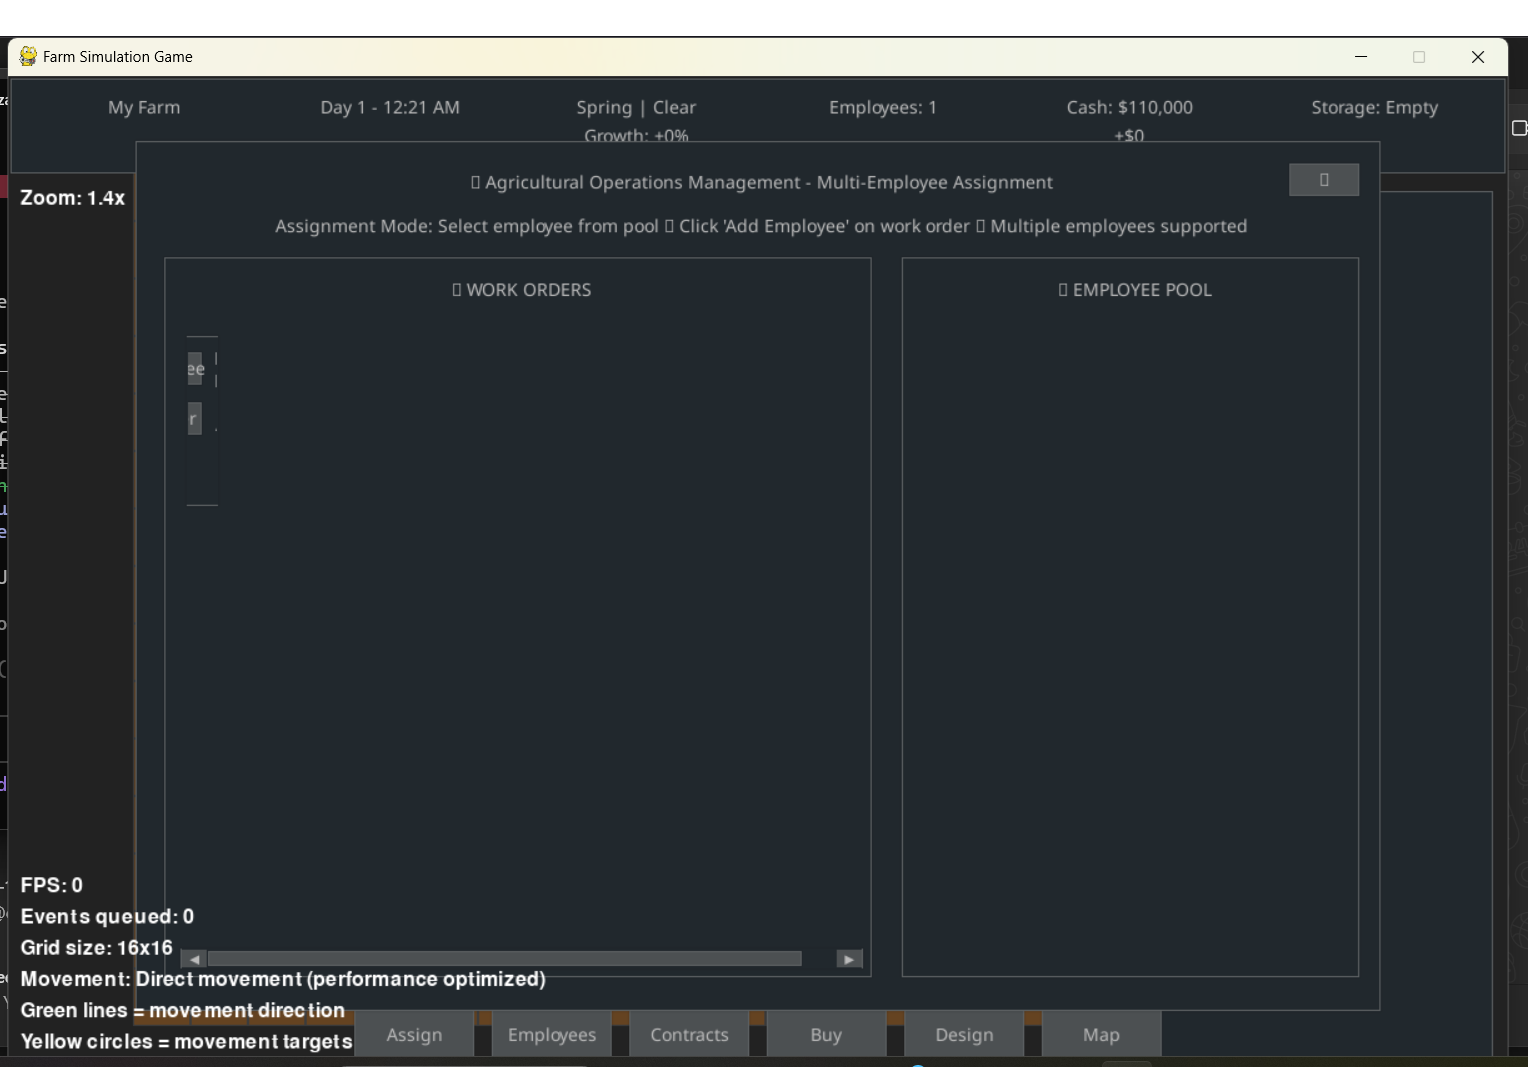 Farm Simulation Game
My Farm
Day 1 - 12:21 AM
Spring | Clear
Growth: +0%
Employees: 1
Cash: $110,000
+$0
Storage: Empty
Zoom: 1.4x
Agricultural Operations Management - Multi-Employee Assignment
Assignment Mode: Select employee from pool Click 'Add Employee' on work order Multiple employees supported
WORK ORDERS
EMPLOYEE POOL
ee
r
FPS: 0
Events queued: 0
Grid size: 16x16
Movement: Direct movement (performance optimized)
Green lines = movement direction
Yellow circles = movement targets
Assign
Employees
Contracts
Buy
Design
Map